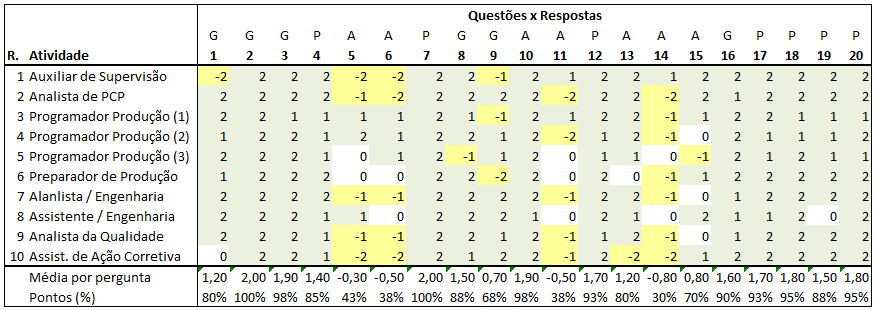 Questões x Respostas
G G G P A A P G G A A P A A A G P P P P
R. Atividade 1 2 3 4 5 6 7 8 9 10 11 12 13 14 15 16 17 18 19 20
1 Auxiliar de Supervisão -2 2 2 2 -2 -2 2 2 -1 2 1 2 2 1 2 2 2 2 2 2
2 Analista de PCP 2 2 2 2 -1 -2 2 2 2 2 -2 2 2 -2 2 1 2 2 2 2
3 Programador Produção (1) 2 2 1 1 1 1 2 1 -1 2 1 2 2 -1 1 2 2 2 1 1
4 Programador Produção (2) 1 2 2 1 2 1 2 2 1 2 -2 1 2 -1 0 2 1 1 1 1
5 Programador Produção (3) 2 2 2 1 0 1 2 -1 1 2 0 1 1 0 -1 2 2 1 1 2
6 Preparador de Produção 1 2 2 2 0 0 2 2 -2 2 0 2 0 -1 1 2 1 2 2 2
7 Alanlista / Engenharia 2 2 2 2 -1 -1 2 2 2 2 -1 2 2 -1 0 1 2 2 2 2
8 Assistente / Engenharia 2 2 2 1 1 0 2 2 2 1 0 2 1 0 2 1 1 2 0 2
9 Analista da Qualidade 2 2 2 1 -1 -1 2 2 2 2 -1 1 2 -1 0 1 2 2 2 2
10 Assist. de Ação Corretiva 0 2 2 1 -2 -2 2 1 1 2 -1 2 -2 -2 1 2 2 2 2 2
Média por pergunta 1,20 2,00 1,90 1,40 -0,30 -0,50 2,00 1,50 0,70 1,90 -0,50 1,70 1,20 -0,80 0,80 1,60 1,70 1,80 1,50 1,80
Pontos (%) 80% 100% 98% 85% 43% 38% 100% 88% 68% 98% 38% 93% 80% 30% 70% 90% 93% 95% 88% 95%